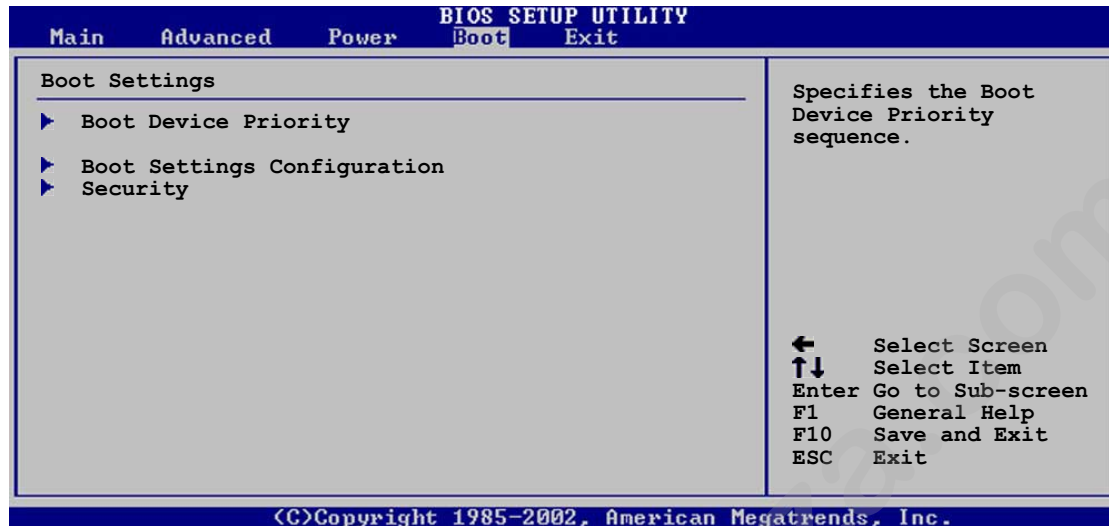 BIOS SETUP UTILITY
Main Advanced Power Boot Exit
Boot Settings
Boot Device Priority
Boot Settings Configuration
Security
Specifies the Boot
Device Priority
sequence.
← Select Screen
↑↓ Select Item
Enter Go to Sub-screen
F1 General Help
F10 Save and Exit
ESC Exit
(C)Copyright 1985-2002, American Megatrends, Inc.